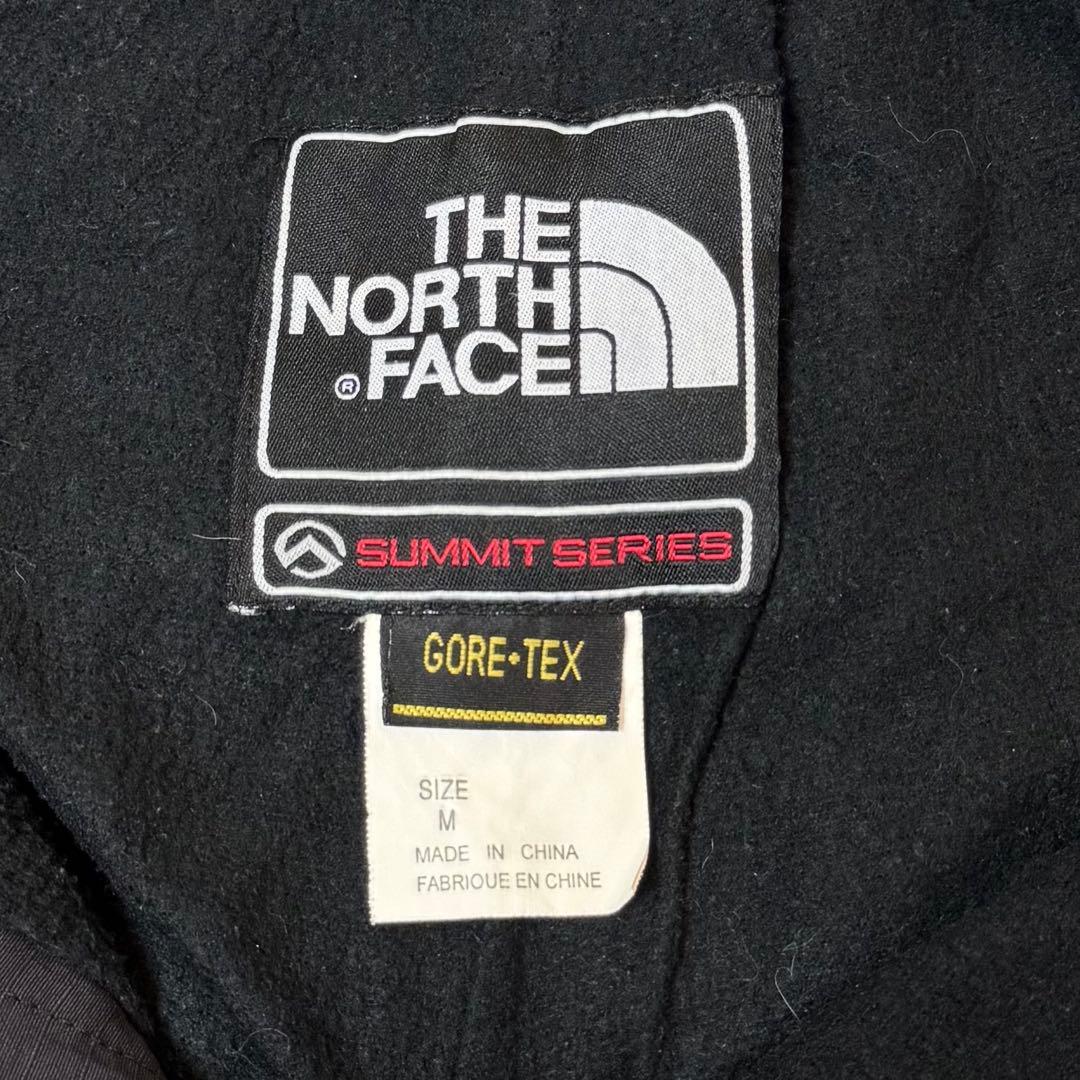 THE
NORTH
® FACE
SUMMIT SERIES
GORE-TEX
SIZE
M
MADE IN CHINA
FABRIOUE EN CHINE